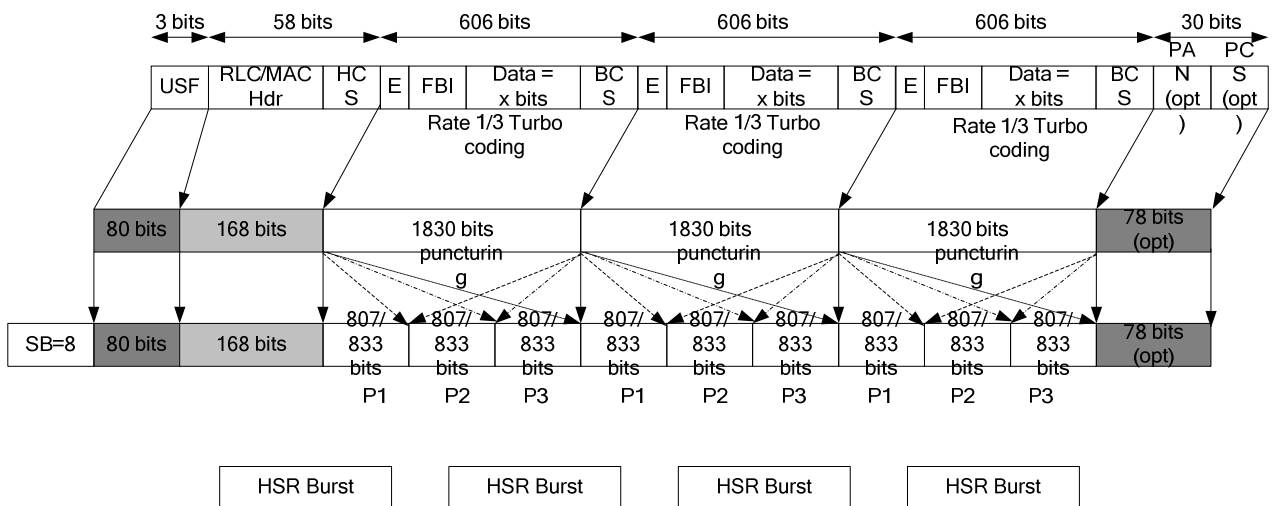 3 bits 58 bits 606 bits 606 bits 606 bits 30 bits
USF RLC/MAC Hdr HC S E FBI Data = x bits BC S E FBI Data = x bits BC S E FBI Data = x bits BC S PA N (opt ) PC S (opt )
Rate 1/3 Turbo coding Rate 1/3 Turbo coding Rate 1/3 Turbo coding
80 bits 168 bits 1830 bits 1830 bits 1830 bits 78 bits (opt)
puncturin g puncturin g puncturin g
SB=8 80 bits 168 bits 807/ 833 bits 807/ 833 bits 807/ 833 bits 807/ 833 bits 807/ 833 bits 807/ 833 bits 807/ 833 bits 807/ 833 bits 807/ 833 bits 78 bits (opt)
P1 P2 P3 P1 P2 P3 P1 P2 P3
HSR Burst HSR Burst HSR Burst HSR Burst